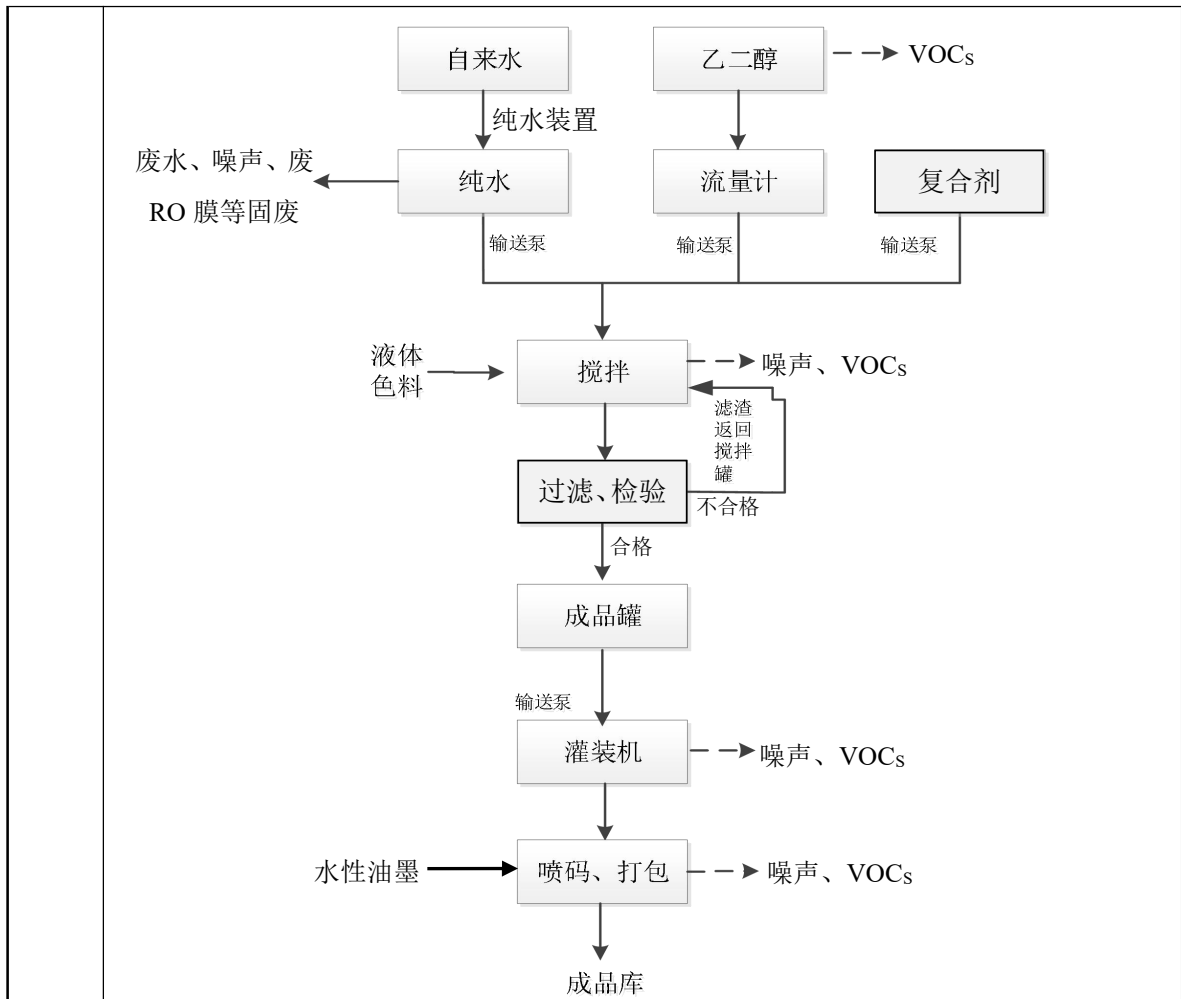 自来水
乙二醇
VOCs
纯水装置
废水、噪声、废
RO 膜等固废
纯水
流量计
复合剂
输送泵
输送泵
输送泵
液体
色料
搅拌
噪声、VOCs
滤渣
返回
搅拌
罐
过滤、检验
不合格
合格
成品罐
输送泵
灌装机
噪声、VOCs
水性油墨
喷码、打包
噪声、VOCs
成品库